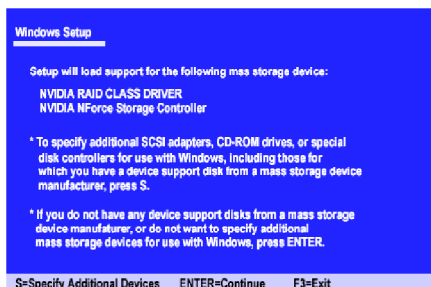 Windows Setup
Setup will load support for the following mss storage device:
NVIDIA RAID CLASS DRIVER
NVIDIA NForce Storage Controller
* To specify additional SCSI adapters, CD-ROM drives, or special
disk controllers for use with Windows, including those for
which you have a device support disk from a mass storage device
manufacturer, press S.
* If you do not have any device support disks from a mass storage
device manufaturer, or do not want to specify additional
mass storage devices for use with Windows, press ENTER.
S=Specify Additional Devices ENTER=Continue F3=Exit